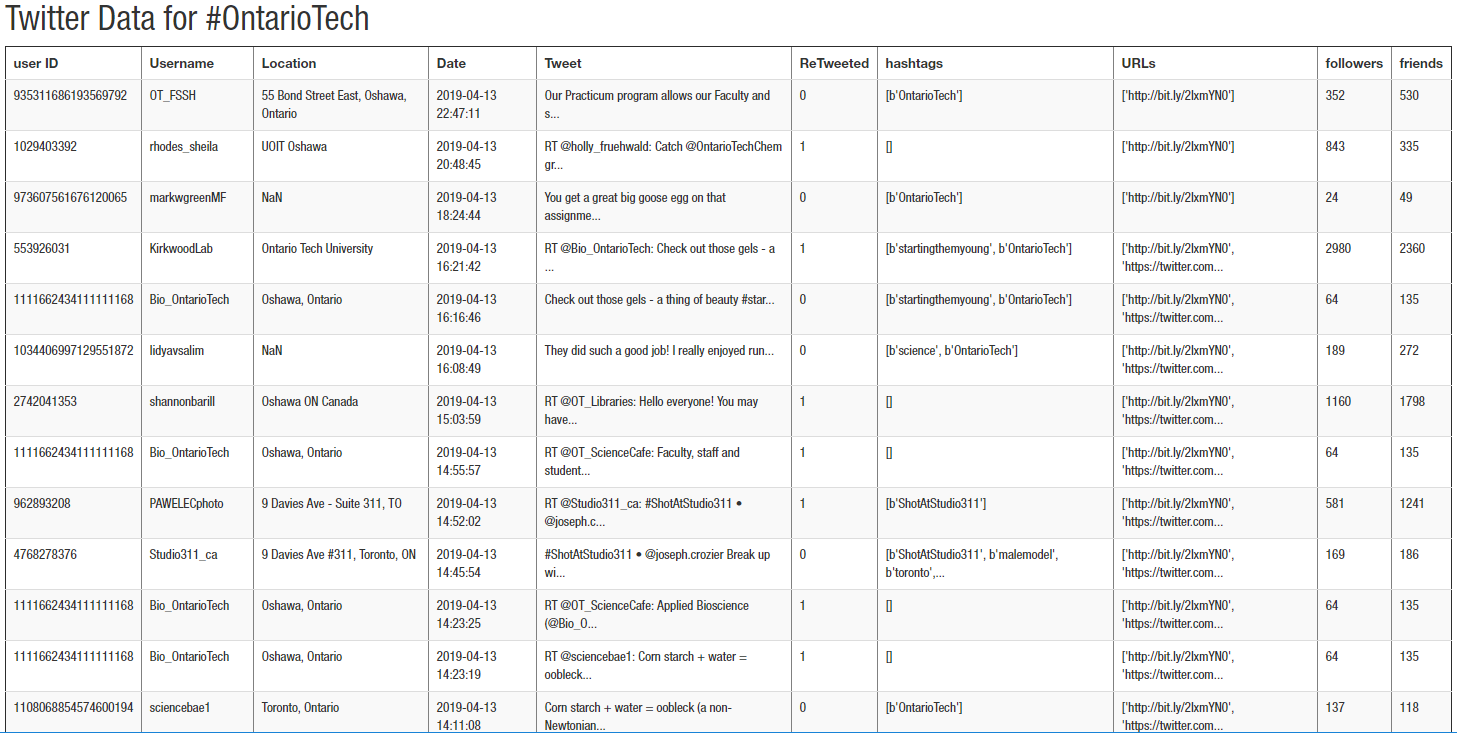 Twitter Data for #OntarioTech
user ID Username Location Date Tweet ReTweeted hashtags URLs followers friends
935311686193569792 OT_FSSH 55 Bond Street East, Oshawa, 2019-04-13 Our Practicum program allows our Faculty and 0 [b'OntarioTech'] ['http://bit.ly/2IxmYN0'] 352 530
Ontario 22:47:11 s...
1029403392 rhodes_sheila UOIT Oshawa 2019-04-13 RT @holly_fruehwald: Catch @OntarioTechChem 1 [] ['http://bit.ly/2IxmYN0'] 843 335
20:48:45 gr...
973607561676120065 markwgreenMF NaN 2019-04-13 You get a great big goose egg on that 0 [b'OntarioTech'] ['http://bit.ly/2IxmYN0'] 24 49
18:24:44 assignme...
553926031 KirkwoodLab Ontario Tech University 2019-04-13 RT @Bio_OntarioTech: Check out those gels - a 1 [b'startingthemyoung', b'OntarioTech'] ['http://bit.ly/2IxmYN0', 2980 2360
16:21:42 ... 'https://twitter.com...
1111662434111111168 Bio_OntarioTech Oshawa, Ontario 2019-04-13 Check out those gels - a thing of beauty #star... 0 [b'startingthemyoung', b'OntarioTech'] ['http://bit.ly/2IxmYN0', 64 135
16:16:46 'https://twitter.com...
1034406997129551872 lidyavsalim NaN 2019-04-13 They did such a good job! I really enjoyed run... 0 [b'science', b'OntarioTech'] ['http://bit.ly/2IxmYN0', 189 272
16:08:49 'https://twitter.com...
2742041353 shannonbarill Oshawa ON Canada 2019-04-13 RT @OT_Libraries: Hello everyone! You may 1 [] ['http://bit.ly/2IxmYN0', 1160 1798
15:03:59 have... 'https://twitter.com...
1111662434111111168 Bio_OntarioTech Oshawa, Ontario 2019-04-13 RT @OT_ScienceCafe: Faculty, staff and 1 [] ['http://bit.ly/2IxmYN0', 64 135
14:55:57 student... 'https://twitter.com...
962893208 PAWELECphoto 9 Davies Ave - Suite 311, TO 2019-04-13 RT @Studio311_ca: #ShotAtStudio311 • 1 [b'ShotAtStudio311'] ['http://bit.ly/2IxmYN0', 581 1241
14:52:02 @joseph.c... 'https://twitter.com...
4768278376 Studio311_ca 9 Davies Ave #311, Toronto, ON 2019-04-13 #ShotAtStudio311 • @joseph.crozier Break up 0 [b'ShotAtStudio311', b'malemodel', ['http://bit.ly/2IxmYN0', 169 186
14:45:54 wi... b'toronto',... 'https://twitter.com...
1111662434111111168 Bio_OntarioTech Oshawa, Ontario 2019-04-13 RT @OT_ScienceCafe: Applied Bioscience 1 [] ['http://bit.ly/2IxmYN0', 64 135
14:23:25 (@Bio_O... 'https://twitter.com...
1111662434111111168 Bio_OntarioTech Oshawa, Ontario 2019-04-13 RT @sciencebae1: Corn starch + water = 1 [] ['http://bit.ly/2IxmYN0', 64 135
14:23:19 oobleck... 'https://twitter.com...
1108068854574600194 sciencebae1 Toronto, Ontario 2019-04-13 Corn starch + water = oobleck (a non- 0 [b'OntarioTech'] ['http://bit.ly/2IxmYN0', 137 118
14:11:08 Newtonian... 'https://twitter.com...